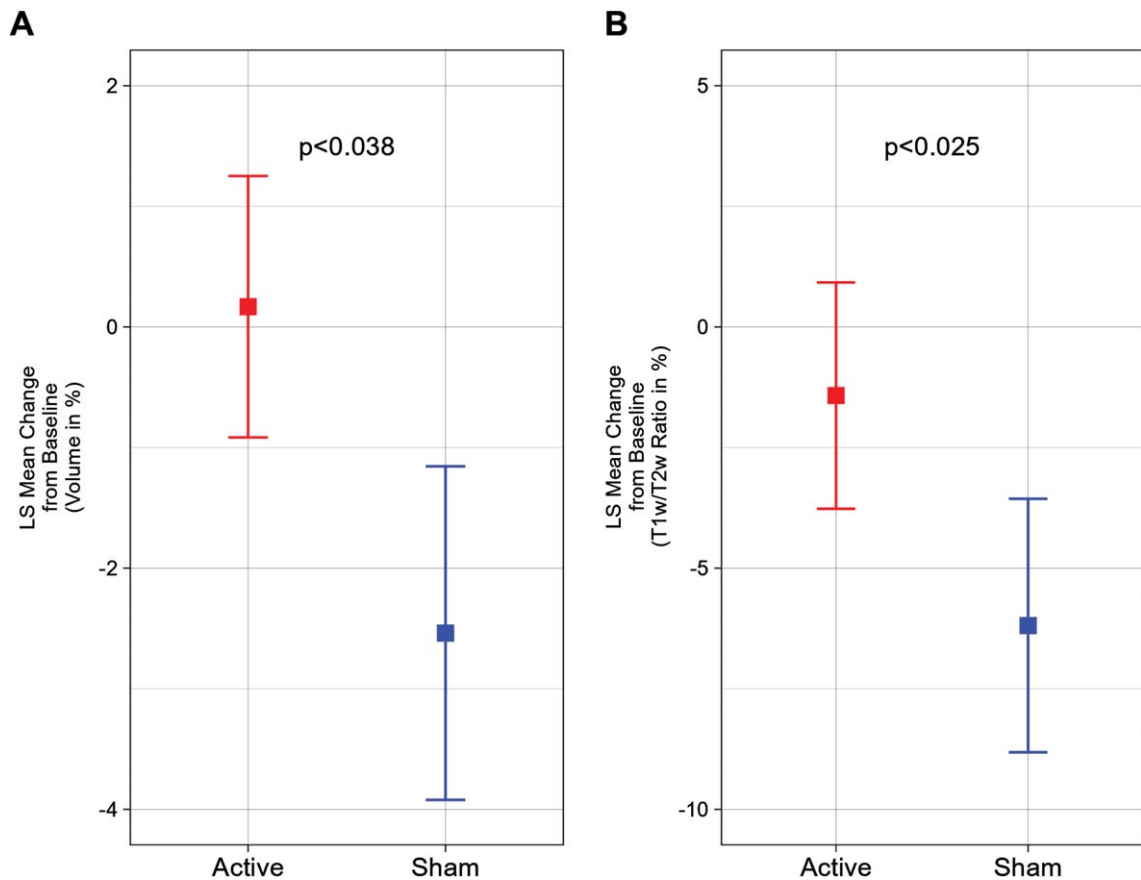 A
LS Mean Change
from Baseline
(Volume in %)
2
0
-2
-4
p<0.038
Active
Sham
B
LS Mean Change
from Baseline
(T1w/T2w Ratio in %)
5
0
-5
-10
p<0.025
Active
Sham